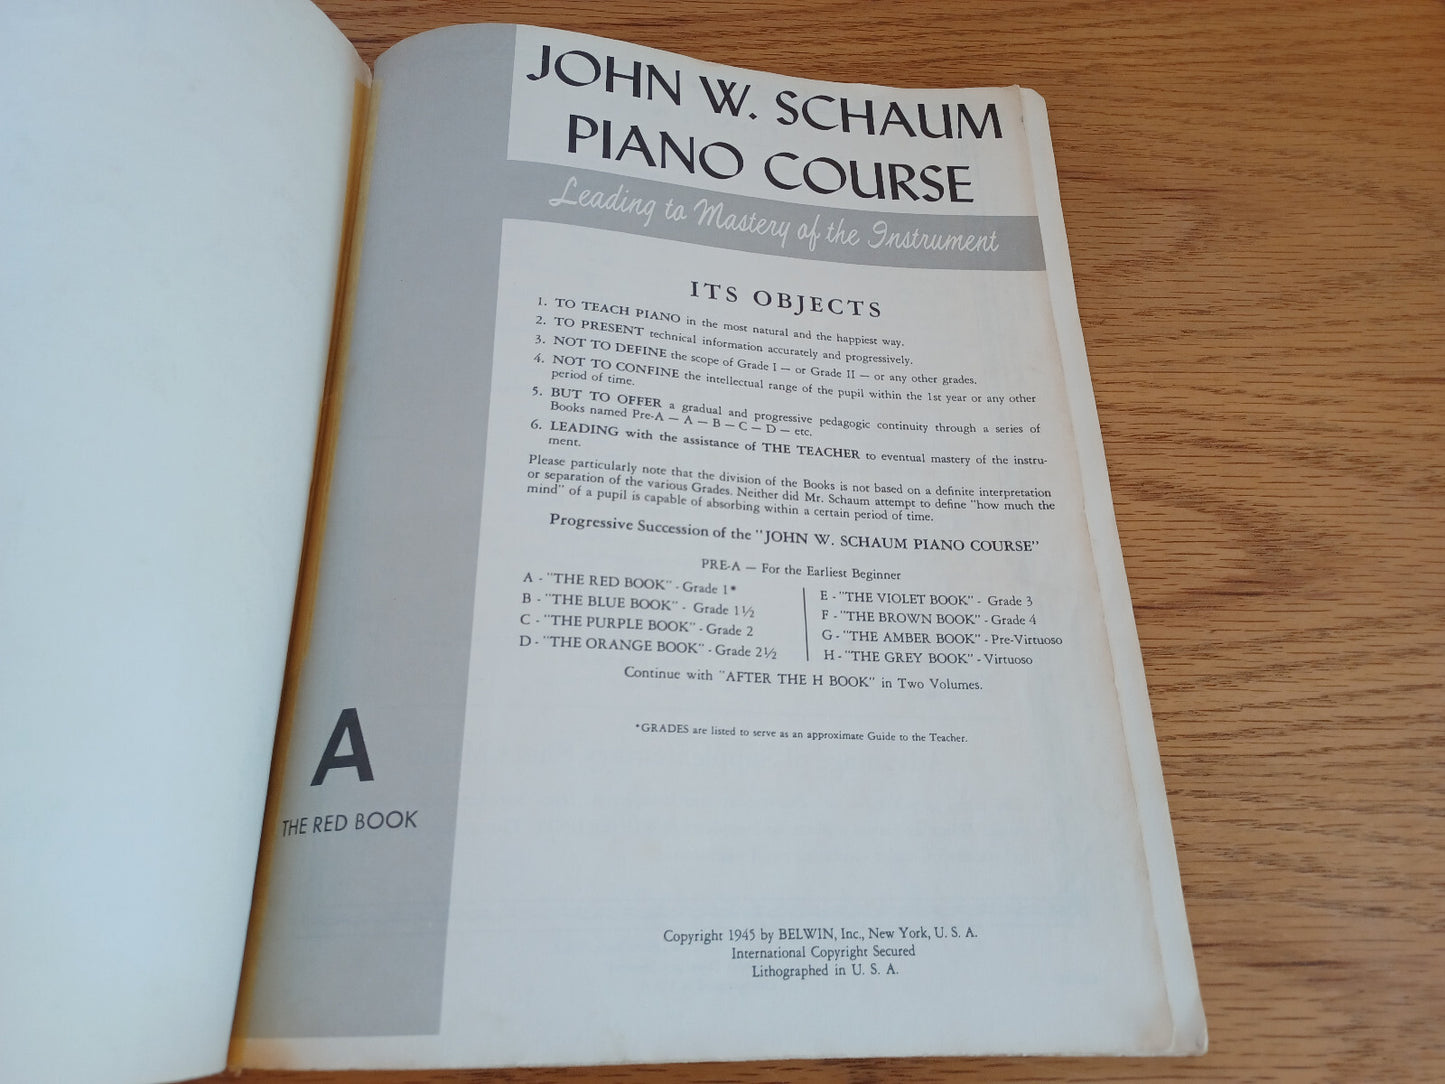 JOHN W. SCHAUM
PIANO COURSE
Leading to Mastery of the Instrument
ITS OBJECTS
1. TO TEACH PIANO in the most natural and the happiest way.
2. TO PRESENT technical information accurately and progressively.
3. NOT TO DEFINE the scope of Grade I — or Grade II — or any other grades.
4. NOT TO CONFINE the intellectual range of the pupil within the 1st year or any other
period of time.
5. BUT TO OFFER a gradual and progressive pedagogic continuity through a series of
Books named Pre-A — A — B — C — D — etc.
6. LEADING with the assistance of THE TEACHER to eventual mastery of the instru-
ment.
Please particularly note that the division of the Books is not based on a definite interpretation
or separation of the various Grades. Neither did Mr. Schaum attempt to define "how much the
mind" of a pupil is capable of absorbing within a certain period of time.
Progressive Succession of the "JOHN W. SCHAUM PIANO COURSE"
PRE-A — For the Earliest Beginner
A - "THE RED BOOK" - Grade 1*
B - "THE BLUE BOOK" - Grade 1½
C - "THE PURPLE BOOK" - Grade 2
D - "THE ORANGE BOOK" - Grade 2½
E - "THE VIOLET BOOK" - Grade 3
F - "THE BROWN BOOK" - Grade 4
G - "THE AMBER BOOK" - Pre-Virtuoso
H - "THE GREY BOOK" - Virtuoso
Continue with "AFTER THE H BOOK" in Two Volumes.
*GRADES are listed to serve as an approximate Guide to the Teacher.
A
THE RED BOOK
Copyright 1945 by BELWIN, Inc., New York, U. S. A.
International Copyright Secured
Lithographed in U. S. A.